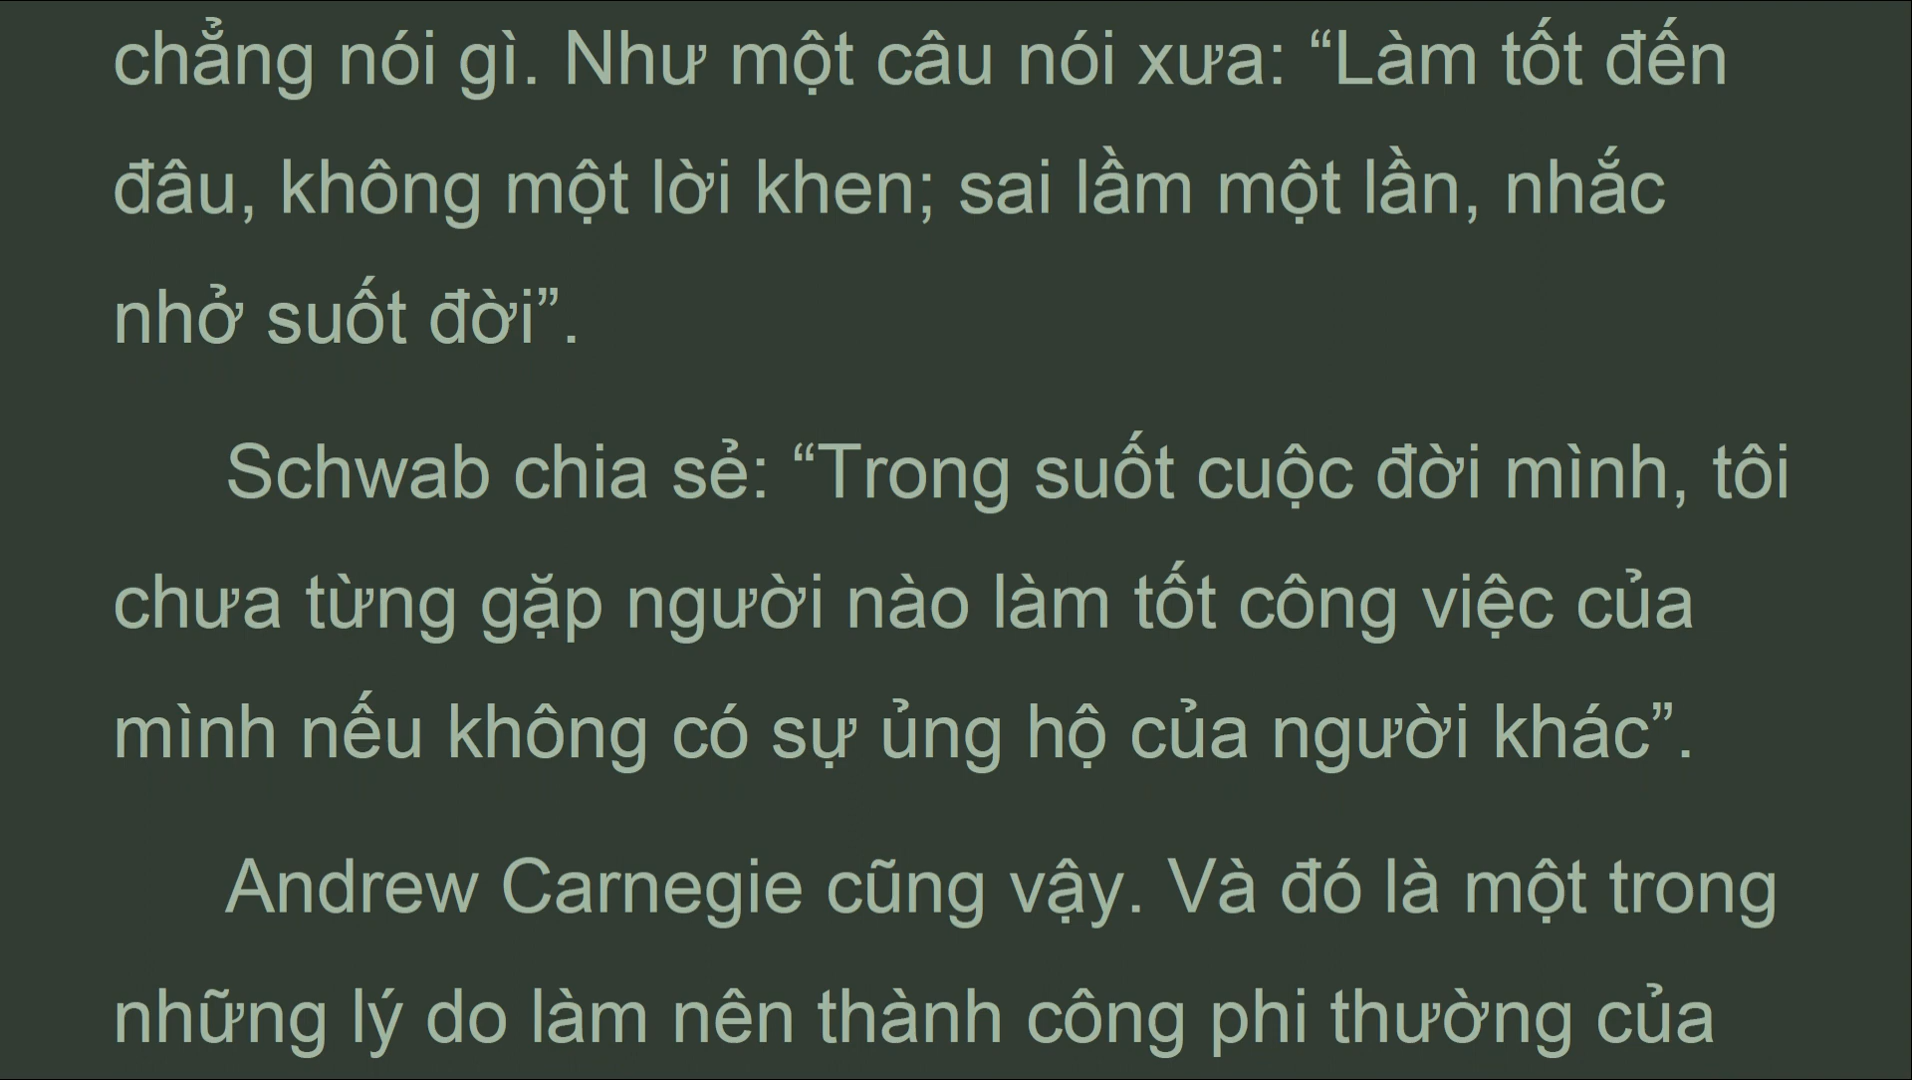 chẳng nói gì. Như một câu nói xưa: “Làm tốt đến
đâu, không một lời khen; sai lầm một lần, nhắc
nhở suốt đời”.
Schwab chia sẻ: “Trong suốt cuộc đời mình, tôi
chưa từng gặp người nào làm tốt công việc của
mình nếu không có sự ủng hộ của người khác”.
Andrew Carnegie cũng vậy. Và đó là một trong
những lý do làm nên thành công phi thường của